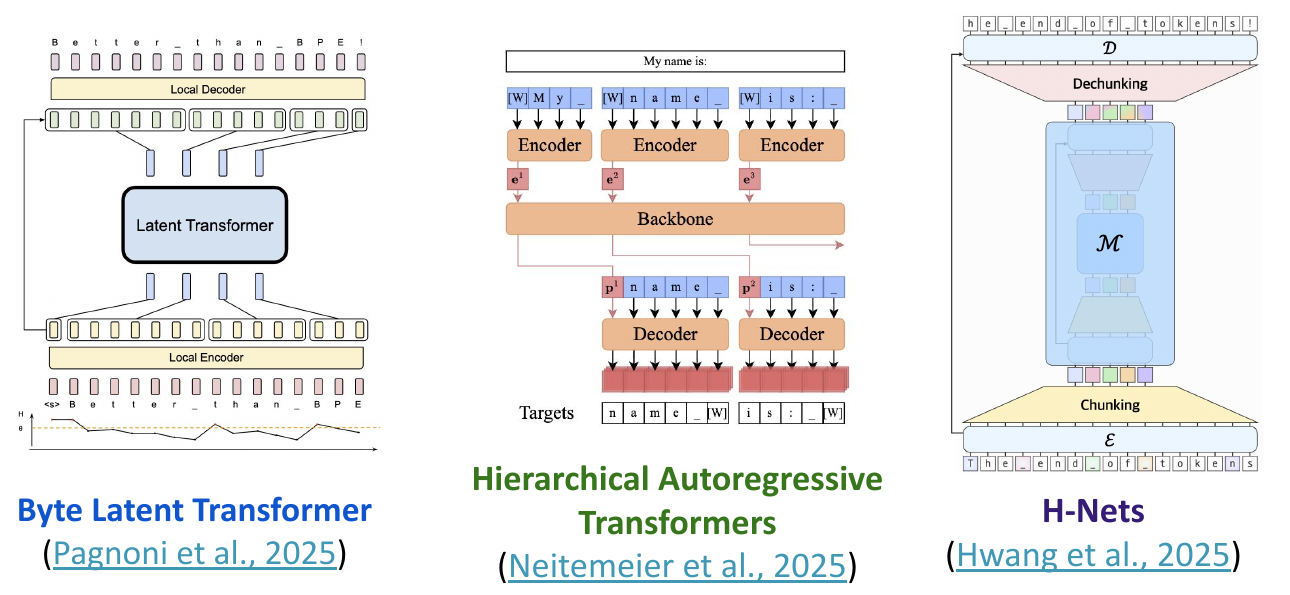 B e t t e r _ t h a n _ B P E !
Local Decoder
Latent Transformer
Local Encoder
<s> B e t t e r _ t h a n _ B P E
H
θ
Byte Latent Transformer
(Pagnoni et al., 2025)
My name is:
[W] M y _ [W] n a m e _ [W] i s : _
Encoder Encoder Encoder
e¹ e² e³
Backbone
p¹ n a m e _ p² i s : _
Decoder Decoder
Targets n a m e _ [W] i s : _ [W]
Hierarchical Autoregressive
Transformers
(Neitemeier et al., 2025)
h e _ e n d _ o f _ t o k e n s !
D
Dechunking
M
Chunking
E
T h e _ e n d _ o f _ t o k e n s
H-Nets
(Hwang et al., 2025)